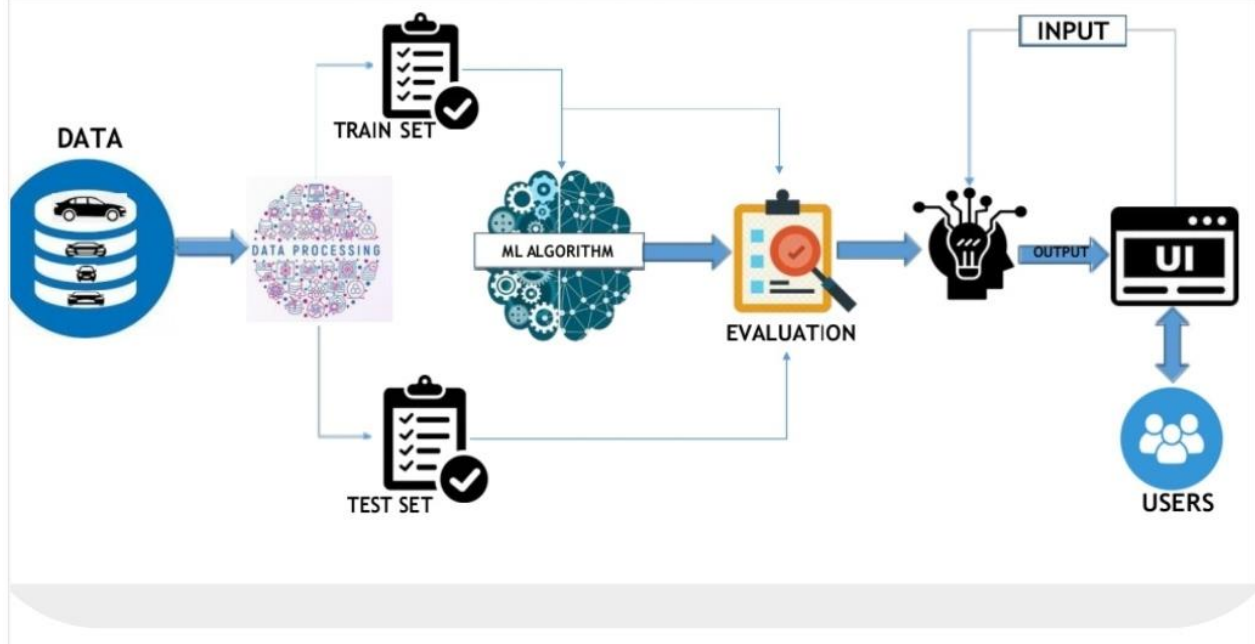 DATA
DATA PROCESSING
TRAIN SET
TEST SET
ML ALGORITHM
EVALUATION
INPUT
OUTPUT
UI
USERS